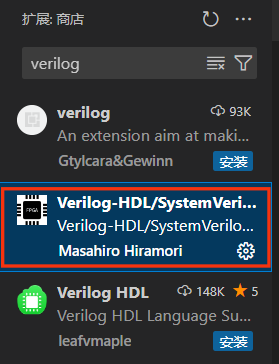 扩展: 商店
verilog
verilog 93K
An extension aim at maki...
Gtylcara&Gewinn 安装
FPGA
Verilog-HDL/SystemVeri...
Verilog-HDL/SystemVerilo...
Masahiro Hiramori
Verilog HDL 148K 5
Verilog HDL Language Su...
leafvmaple 安装